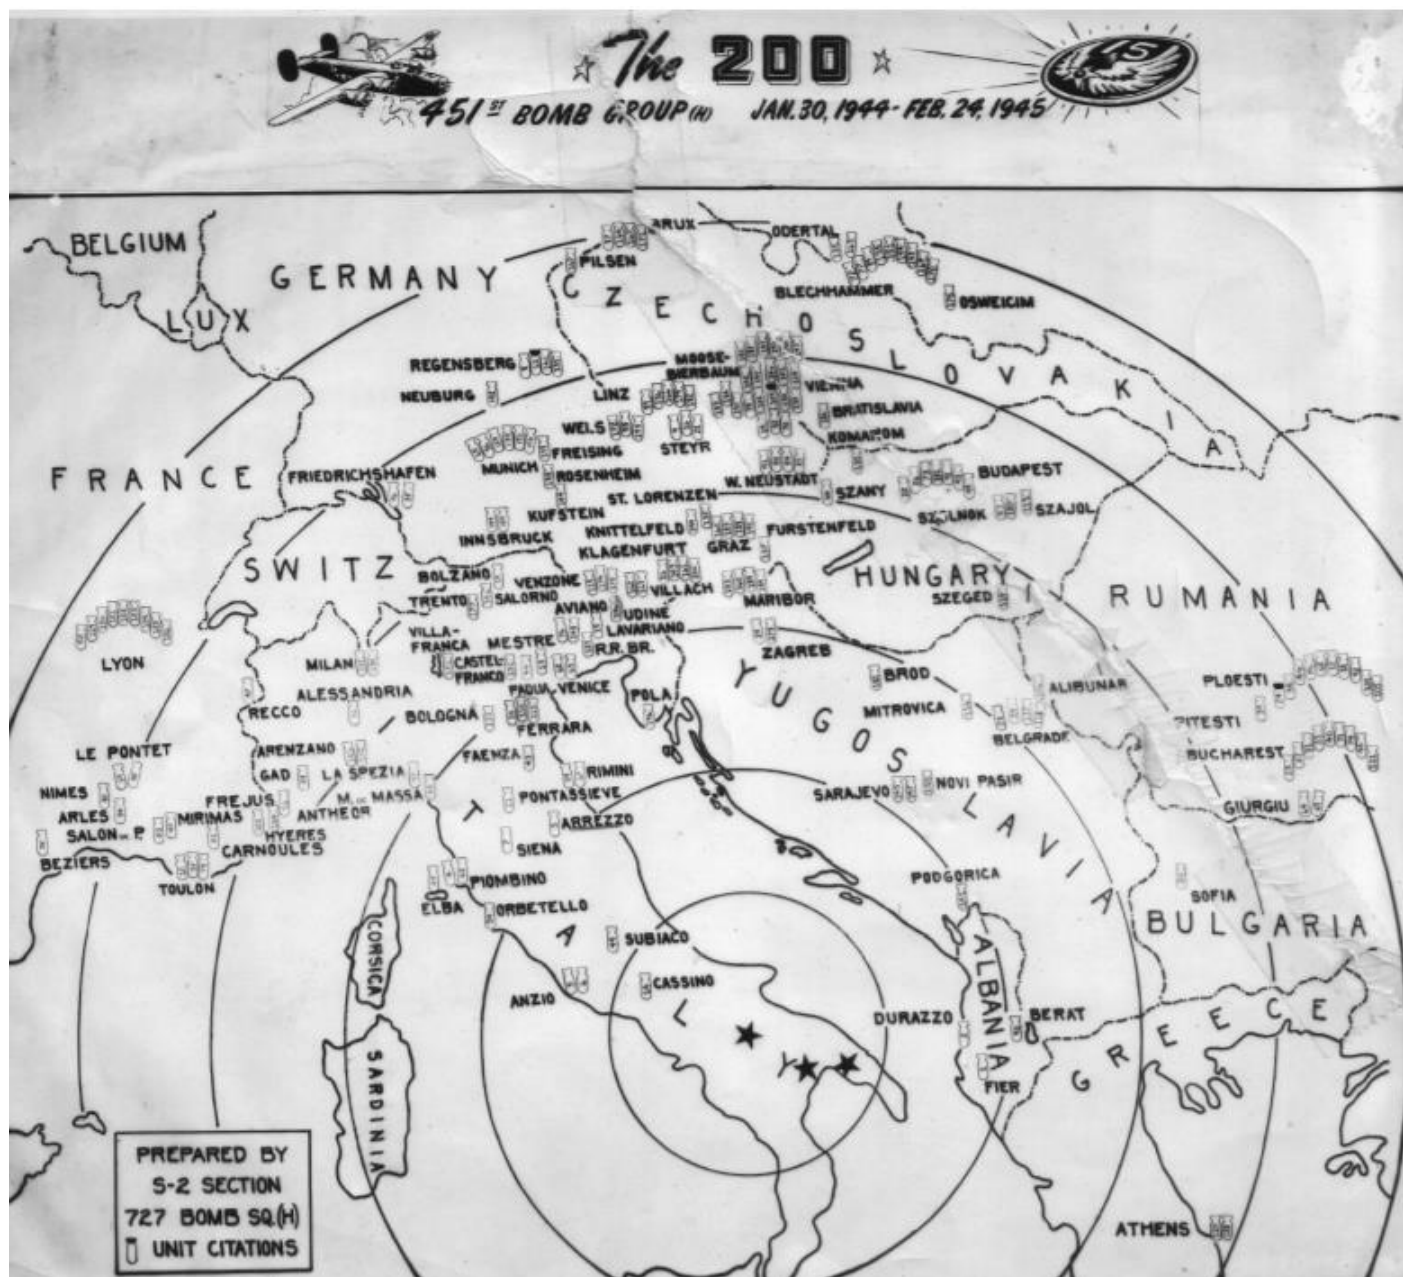 The 200
15
451ST BOMB GROUP (H) JAN. 30, 1944 - FEB. 24, 1945
BELGIUM
GERMANY
LUX
FRANCE
SWITZ
CZECHOSLOVAKIA
HUNGARY
RUMANIA
YUGOSLAVIA
BULGARIA
ALBANIA
GREECE
ITALY
CORSICA
SARDINIA
BRUX
PILSEN
ODERTAL
BLECHHAMMER
OSWEICIM
REGENSBERG
NEUBURG
MOOSE-
BIERBAUM
VIENNA
LINZ
BRATISLAVIA
WELS
STEYR
KOMAROM
MUNICH
FREISING
ROSENHEIM
FRIEDRICHSHAFEN
W. NEUSTADT
BUDAPEST
ST. LORENZEN
SZANY
KUFSTEIN
SZOLNOK
SZAJOL
INNSBRUCK
KNITTELFELD
FURSTENFELD
KLAGENFURT
GRAZ
BOLZANO
VENZONE
VILLACH
SZEGED
TRENTO
SALORNO
MARIBOR
AVIANO
UDINE
LAVARIANO
VILLA-
FRANCA
MESTRE
R.R. BR.
ZAGREB
LYON
MILAN
CASTEL-
FRANCO
PADUA
VENICE
POLA
BROD
ALIBUNAR
PLOESTI
RECCO
ALESSANDRIA
BOLOGNA
FERRARA
MITROVICA
BELGRADE
PITESTI
BUCHAREST
LE PONTET
ARENZANO
FAENZA
GAD
LA SPEZIA
RIMINI
SARAJEVO
NOVI PASIR
NIMES
FREJUS
M. DE MASSA
PONTASSIEVE
GIURGIU
ARLES
MIRIMAS
ANTHEOR
SALON DE P.
HYERES
ARREZZO
BEZIERS
CARNOULES
SIENA
TOULON
PIOMBINO
PODGORICA
SOFIA
ELBA
ORBETELLO
SUBIACO
ANZIO
CASSINO
DURAZZO
BERAT
FIER
ATHENS
PREPARED BY
S-2 SECTION
727 BOMB SQ.(H)
UNIT CITATIONS